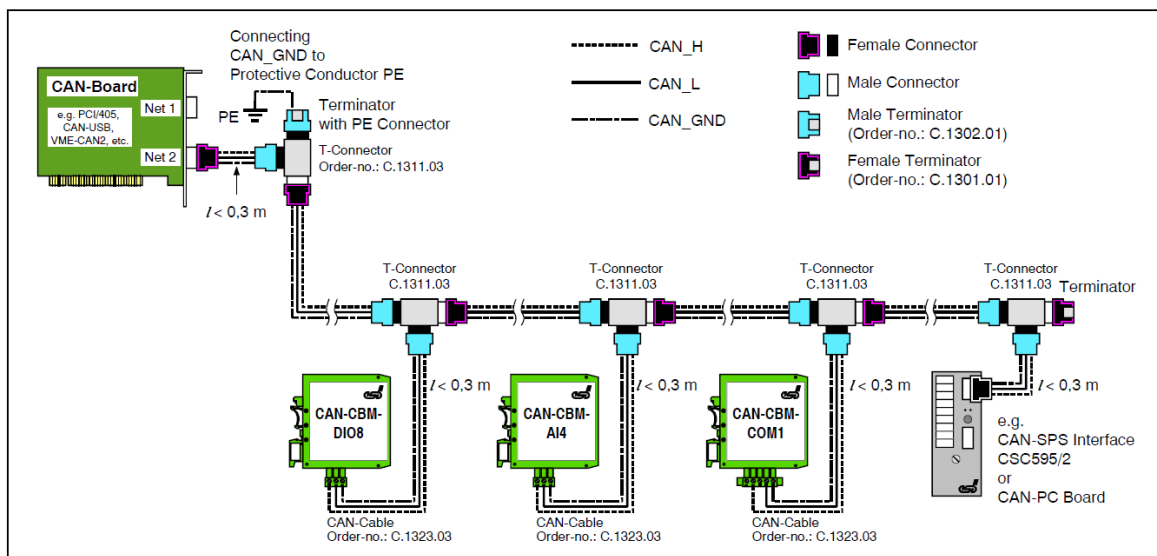 Connecting
CAN_GND to
Protective Conductor PE
CAN-Board
e.g. PCI/405,
CAN-USB,
VME-CAN2, etc.
Net 1
Net 2
PE
Terminator
with PE Connector
T-Connector
Order-no.: C.1311.03
l < 0,3 m
CAN_H
CAN_L
CAN_GND
Female Connector
Male Connector
Male Terminator
(Order-no.: C.1302.01)
Female Terminator
(Order-no.: C.1301.01)
T-Connector
C.1311.03
T-Connector
C.1311.03
T-Connector
C.1311.03
T-Connector
C.1311.03
Terminator
l < 0,3 m
l < 0,3 m
l < 0,3 m
l < 0,3 m
CAN-CBM-
DIO8
CAN-CBM-
AI4
CAN-CBM-
COM1
e.g.
CAN-SPS Interface
CSC595/2
or
CAN-PC Board
CAN-Cable
Order-no.: C.1323.03
CAN-Cable
Order-no.: C.1323.03
CAN-Cable
Order-no.: C.1323.03